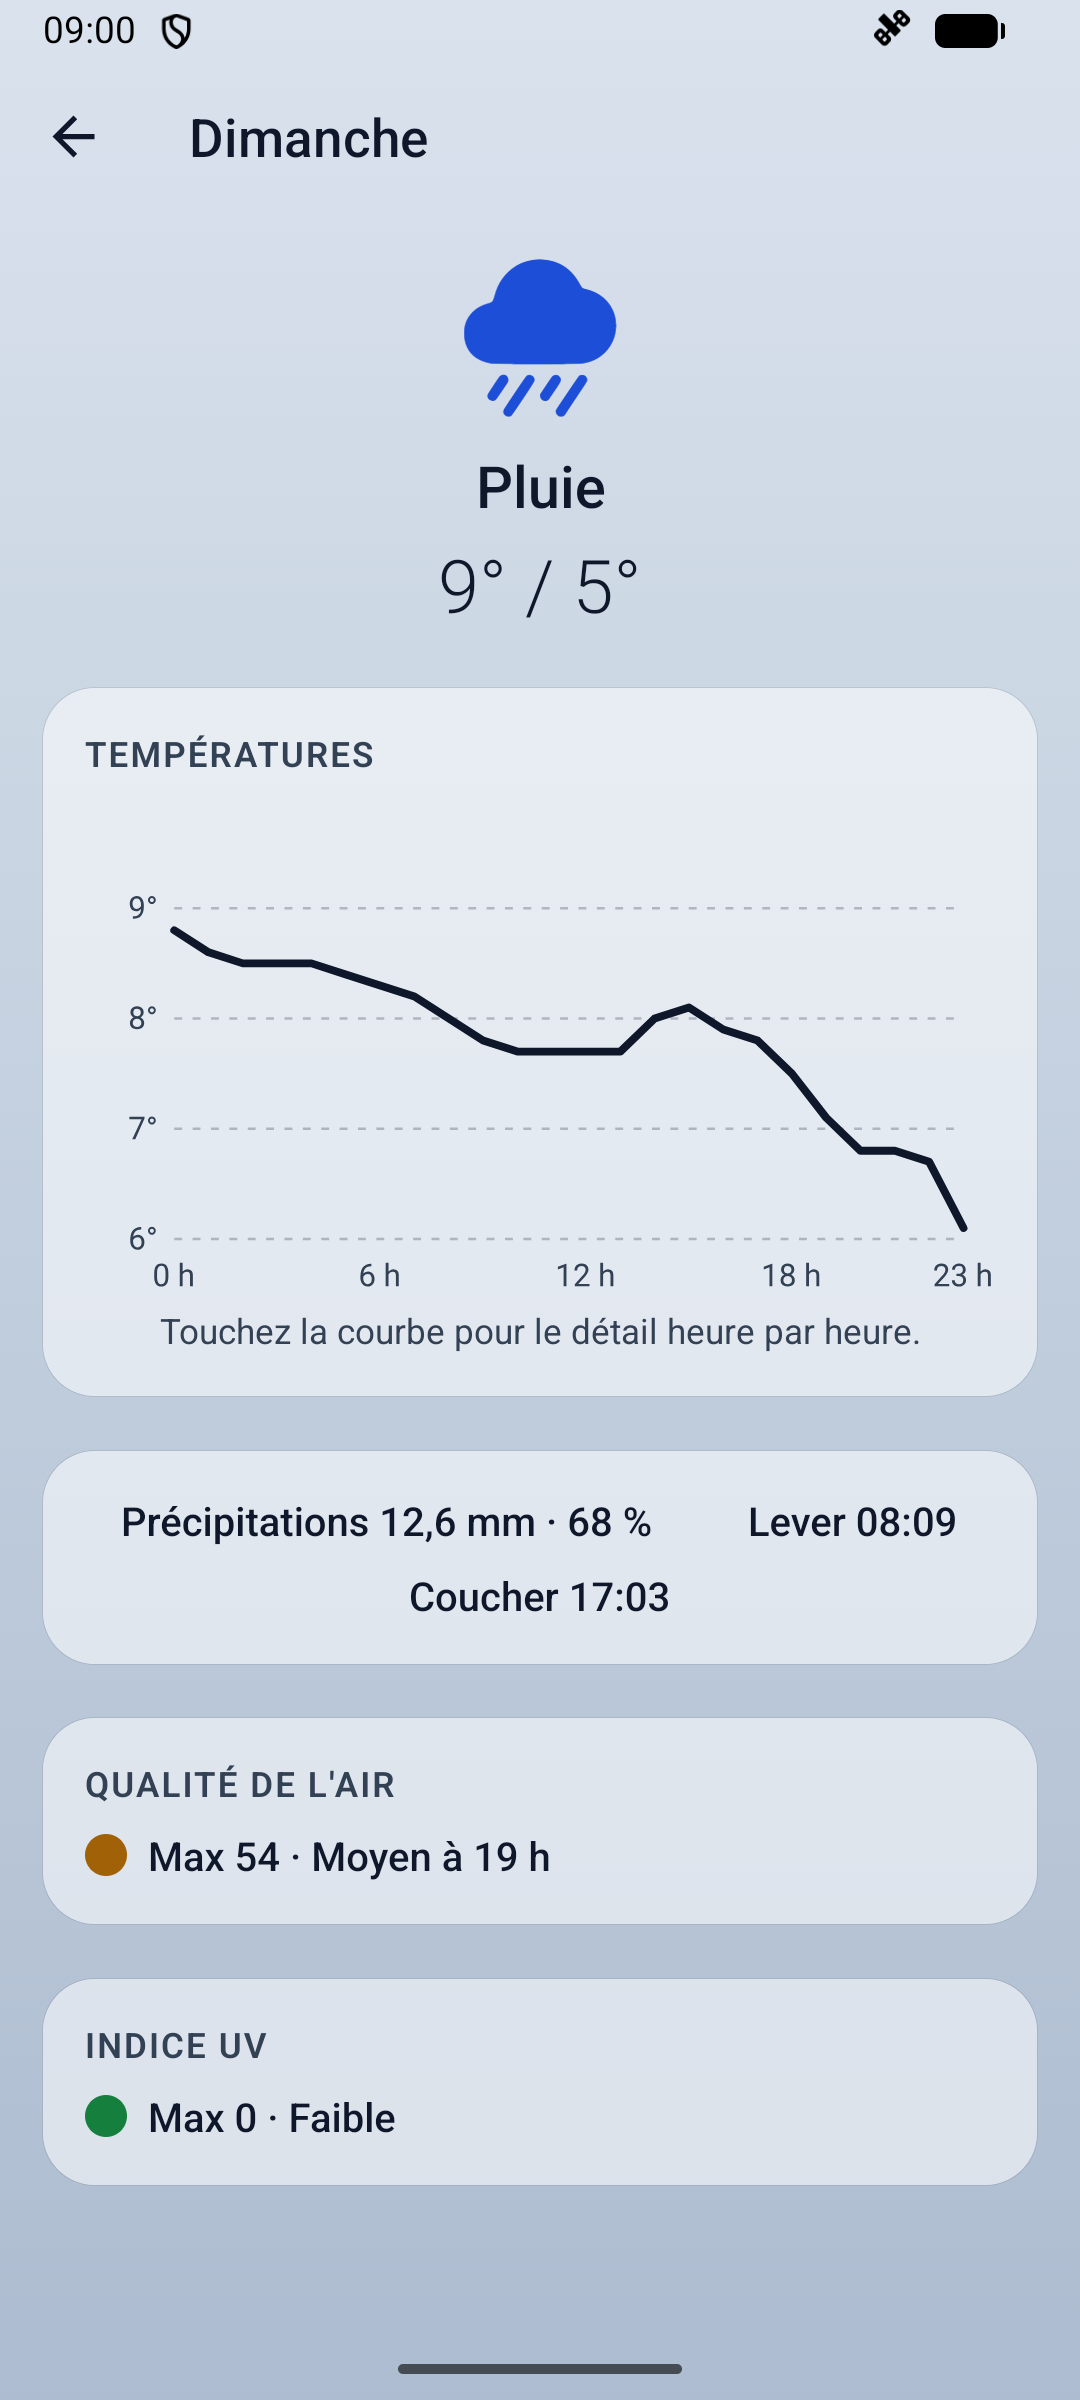 09:00
Dimanche
Pluie
9° / 5°
TEMPÉRATURES
9°
8°
7°
6°
0 h 6 h 12 h 18 h 23 h
Touchez la courbe pour le détail heure par heure.
Précipitations 12,6 mm · 68 % Lever 08:09
Coucher 17:03
QUALITÉ DE L'AIR
Max 54 · Moyen à 19 h
INDICE UV
Max 0 · Faible